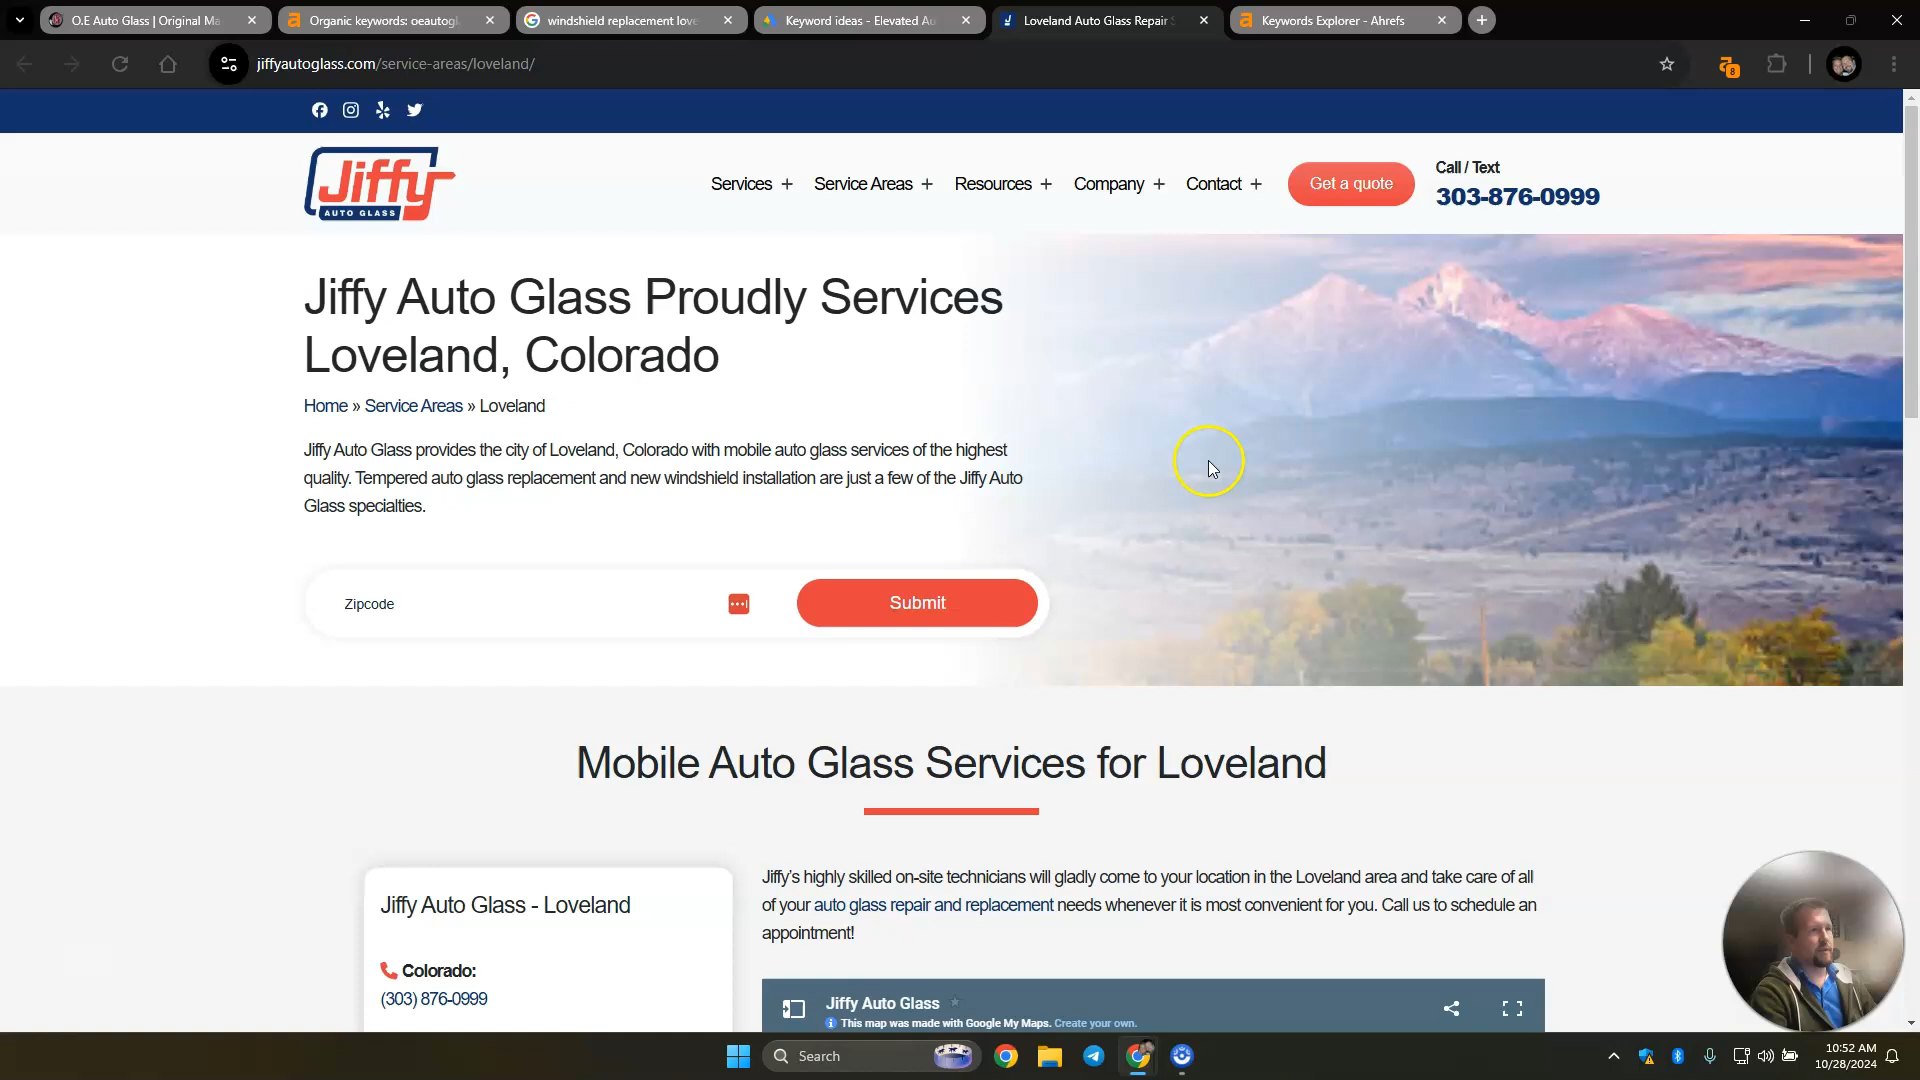 O.E Auto Glass | Original Ma
Organic keywords: oeautogl
windshield replacement love
Keyword ideas - Elevated Au
Loveland Auto Glass Repair
Keywords Explorer - Ahrefs
jiffyautoglass.com/service-areas/loveland/
8
Jiffy
AUTO GLASS
Services +
Service Areas +
Resources +
Company +
Contact +
Get a quote
Call / Text
303-876-0999
Jiffy Auto Glass Proudly Services
Loveland, Colorado
Home » Service Areas » Loveland
Jiffy Auto Glass provides the city of Loveland, Colorado with mobile auto glass services of the highest
quality. Tempered auto glass replacement and new windshield installation are just a few of the Jiffy Auto
Glass specialties.
Zipcode
Submit
Mobile Auto Glass Services for Loveland
Jiffy Auto Glass - Loveland
Colorado:
(303) 876-0999
Jiffy's highly skilled on-site technicians will gladly come to your location in the Loveland area and take care of all
of your auto glass repair and replacement needs whenever it is most convenient for you. Call us to schedule an
appointment!
Jiffy Auto Glass
This map was made with Google My Maps. Create your own.
Search
10:52 AM
10/28/2024